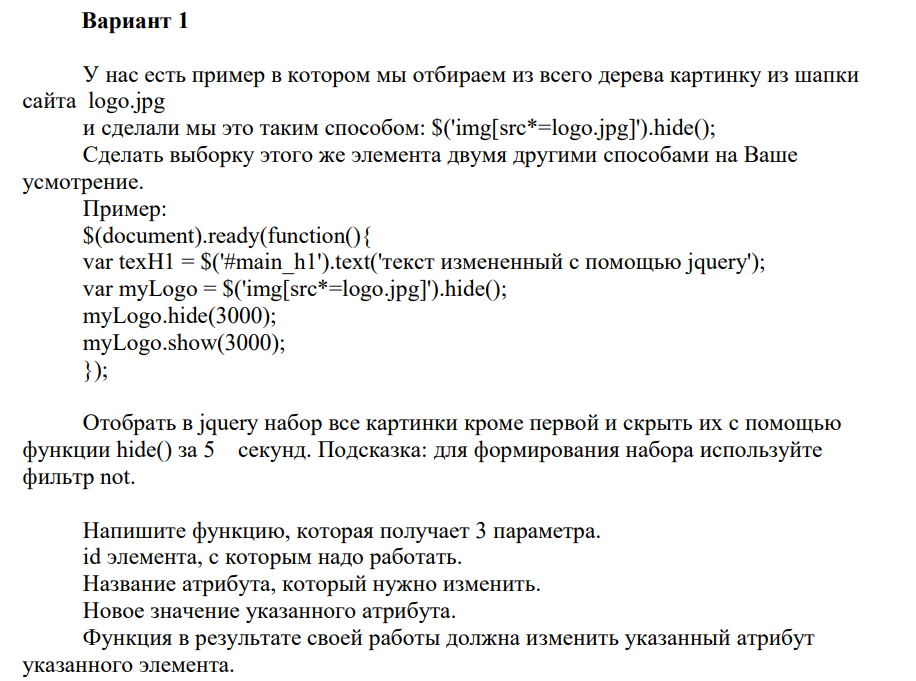 Вариант 1
У нас есть пример в котором мы отбираем из всего дерева картинку из шапки
сайта  logo.jpg
и сделали мы это таким способом: $('img[src*=logo.jpg]').hide();
Сделать выборку этого же элемента двумя другими способами на Ваше
усмотрение.
Пример:
$(document).ready(function(){
var texH1 = $('#main_h1').text('текст измененный с помощью jquery');
var myLogo = $('img[src*=logo.jpg]').hide();
myLogo.hide(3000);
myLogo.show(3000);
});
Отобрать в jquery набор все картинки кроме первой и скрыть их с помощью
функции hide() за 5    секунд. Подсказка: для формирования набора используйте
фильтр not.
Напишите функцию, которая получает 3 параметра.
id элемента, с которым надо работать.
Название атрибута, который нужно изменить.
Новое значение указанного атрибута.
Функция в результате своей работы должна изменить указанный атрибут
указанного элемента.